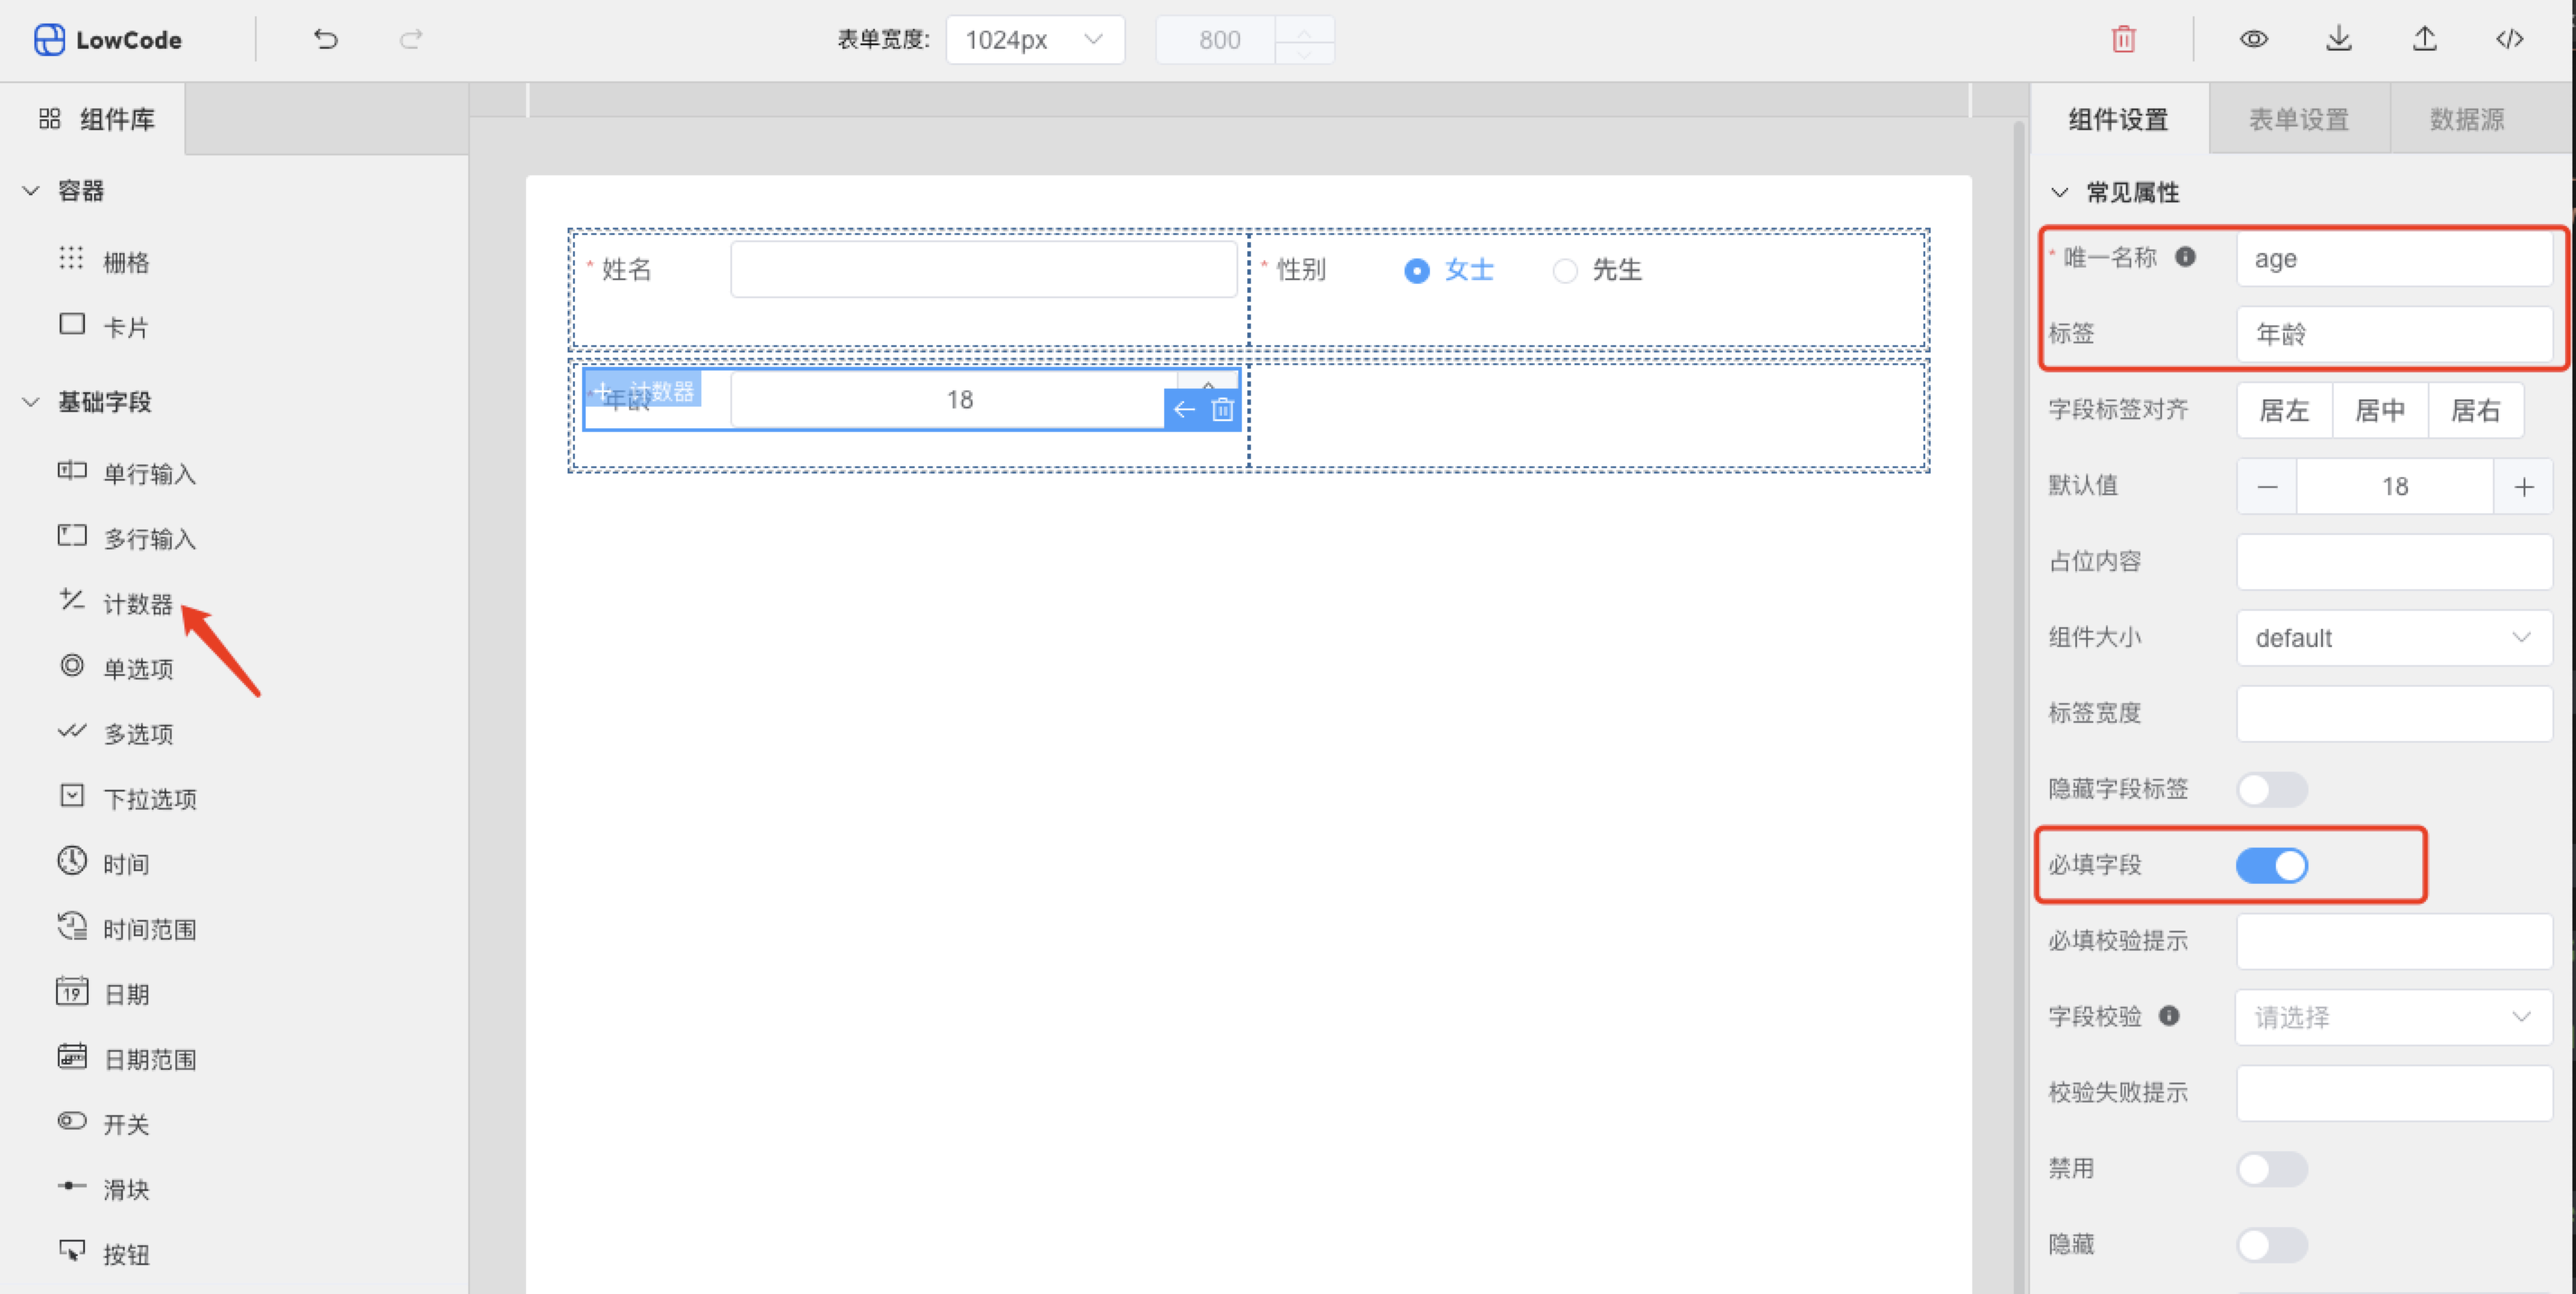 LowCode
表单宽度:
1024px
800
组件库
容器
栅格
卡片
基础字段
单行输入
多行输入
计数器
单选项
多选项
下拉选项
时间
时间范围
19
日期
日期范围
开关
滑块
按钮
* 姓名
* 性别
女士
先生
* 年龄
计数器
18
组件设置
表单设置
数据源
常见属性
* 唯一名称
age
标签
年龄
字段标签对齐
居左
居中
居右
默认值
18
占位内容
组件大小
default
标签宽度
隐藏字段标签
必填字段
必填校验提示
字段校验
请选择
校验失败提示
禁用
隐藏